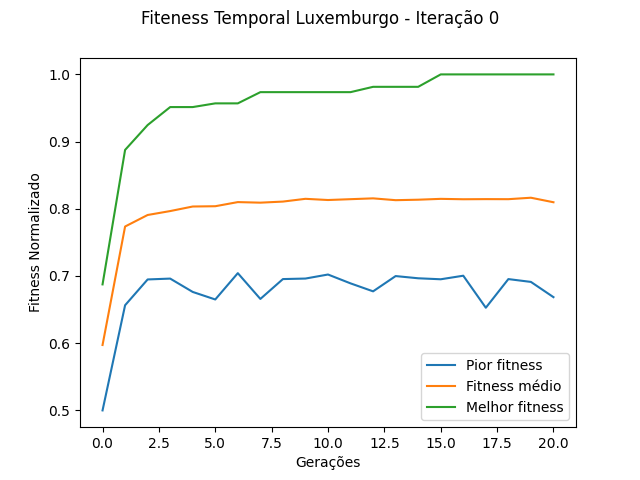 Fiteness Temporal Luxemburgo - Iteração 0
Fitness Normalizado
1.0
0.9
0.8
0.7
0.6
0.5
Pior fitness
Fitness médio
Melhor fitness
0.0 2.5 5.0 7.5 10.0 12.5 15.0 17.5 20.0
Gerações